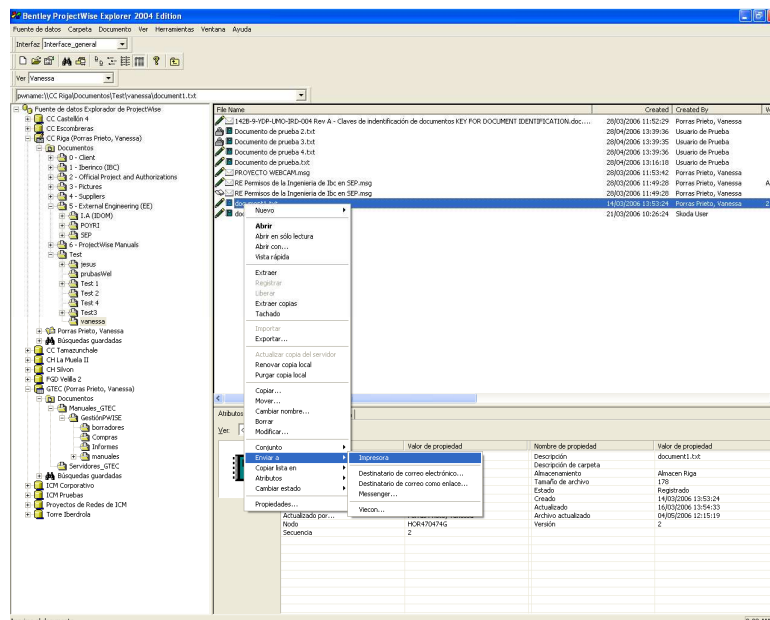 Bentley ProjectWise Explorer 2004 Edition
Fuente de datos Carpeta Documento Ver Herramientas Ventana Ayuda
Interfaz Interface_general
Ver Vanessa
pwname:\\CC Riga\Documentos\Test\vanessa\document1.txt
Fuente de datos Explorador de ProjectWise
CC Castellón 4
CC Escombreras
CC Riga (Porras Prieto, Vanessa)
Documentos
0 - Client
1 - Iberinco (IBC)
2 - Official Project and Authorizations
3 - Pictures
4 - Suppliers
5 - External Engineering (EE)
I.A (IDOM)
POYRI
SEP
6 - ProjectWise Manuals
Test
jesus
prubasWel
Test 1
Test 2
Test 4
Test3
vanessa
Porras Prieto, Vanessa
Búsquedas guardadas
CC Tamazunchale
CH La Muela II
CH Silvon
FGD Velilla 2
GTEC (Porras Prieto, Vanessa)
Documentos
Manuales_GTEC
GestiónPWISE
borradores
Compras
Informes
manuales
Servidores_GTEC
Búsquedas guardadas
ICM Corporativo
ICM Pruebas
Proyectos de Redes de ICM
Torre Iberdrola
File Name Created Created By
142B-9-YDP-UMO-IRD-004 Rev A - Claves de indentificación de documentos KEY FOR DOCUMENT IDENTIFICATION.doc.... 28/03/2006 11:52:29 Porras Prieto, Vanessa
Documento de prueba 2.txt 28/04/2006 13:39:36 Usuario de Prueba
Documento de prueba 3.txt 28/04/2006 13:39:35 Usuario de Prueba
Documento de prueba 4.txt 28/04/2006 13:39:36 Usuario de Prueba
Documento de prueba.txt 28/04/2006 13:16:18 Usuario de Prueba
PROYECTO WEBCAM.msg 28/03/2006 11:53:42 Porras Prieto, Vanessa
RE Permisos de la Ingenieria de Ibc en SEP.msg 28/03/2006 11:49:28 Porras Prieto, Vanessa A
RE Permisos de la Ingenieria de Ibc en SEP.msg 28/03/2006 11:49:28 Porras Prieto, Vanessa
document1.txt 14/03/2006 13:53:24 Porras Prieto, Vanessa 2
doc 21/03/2006 10:26:24 Skoda User
Nuevo
Abrir
Abrir en sólo lectura
Abrir con...
Vista rápida
Extraer
Registrar
Liberar
Extraer copias
Tachado
Importar
Exportar...
Actualizar copia del servidor
Renovar copia local
Purgar copia local
Copiar...
Mover...
Cambiar nombre...
Borrar
Modificar...
Conjunto
Enviar a
Copiar lista en
Atributos
Cambiar estado
Propiedades...
Impresora
Destinatario de correo electrónico...
Destinatario de correo como enlace...
Messenger...
Viecon...
Atributos
Ver:
Valor de propiedad Nombre de propiedad Valor de propiedad
Descripción document1.txt
Descripción de carpeta
Almacenamiento Almacen Riga
Tamaño de archivo 178
Estado Registrado
Creado 14/03/2006 13:53:24
Actualizado 16/03/2006 13:54:33
Actualizado por... Archivo actualizado 04/05/2006 12:15:19
Nodo HOR470474G Versión 2
Secuencia 2